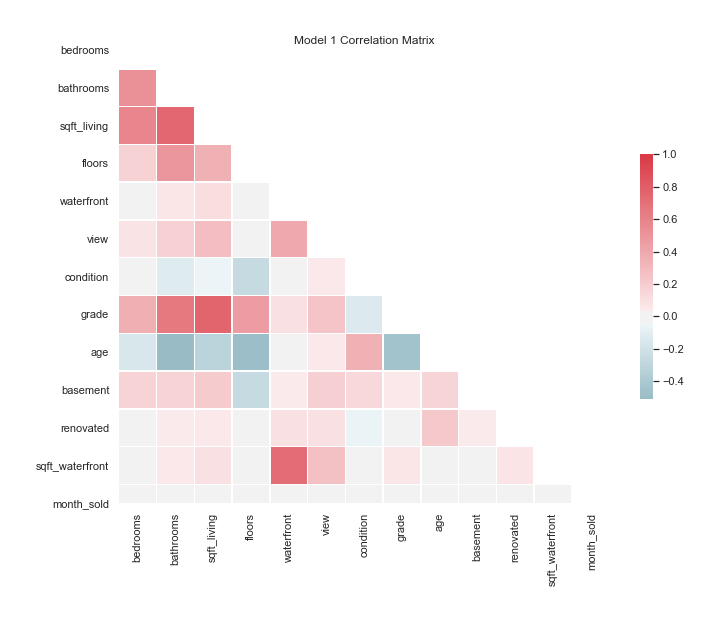 Model 1 Correlation Matrix
bedrooms
bathrooms
sqft_living
floors
waterfront
view
condition
grade
age
basement
renovated
sqft_waterfront
month_sold
bedrooms
bathrooms
sqft_living
floors
waterfront
view
condition
grade
age
basement
renovated
sqft_waterfront
month_sold
1.0
0.8
0.6
0.4
0.2
0.0
−0.2
−0.4